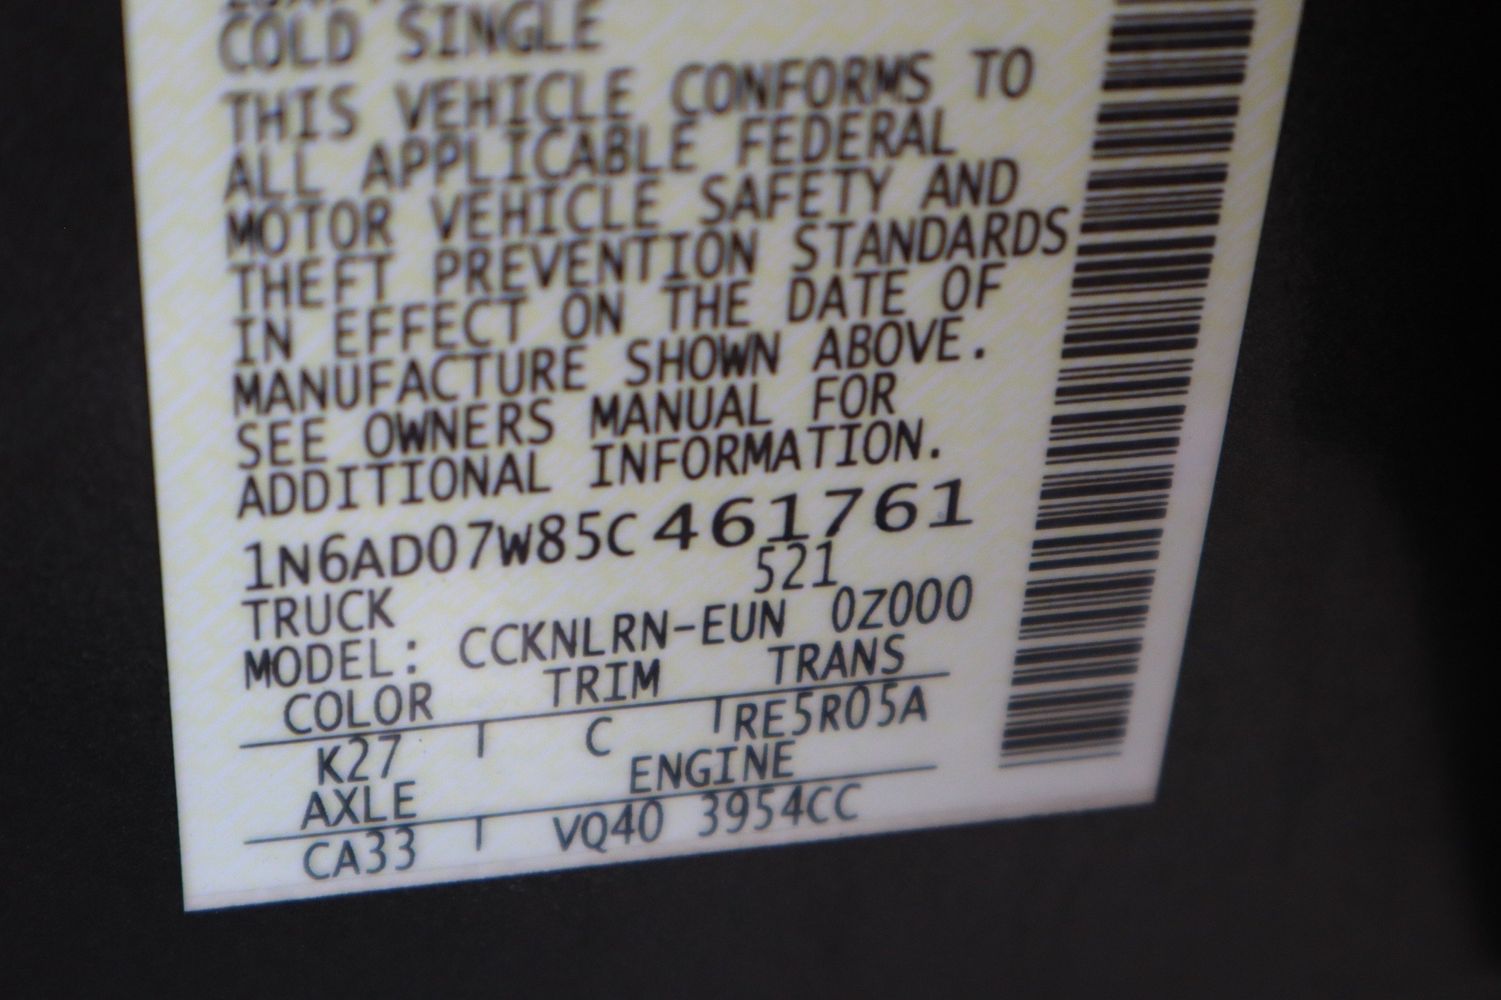 COLD SINGLE
THIS VEHICLE CONFORMS TO
ALL APPLICABLE FEDERAL
MOTOR VEHICLE SAFETY AND
THEFT PREVENTION STANDARDS
IN EFFECT ON THE DATE OF
MANUFACTURE SHOWN ABOVE.
SEE OWNERS MANUAL FOR
ADDITIONAL INFORMATION.
1N6AD07W85C 461761
521
TRUCK
MODEL: CCKNLRN-EUN 0Z000
COLOR TRIM TRANS
K27 C RE5R05A
AXLE ENGINE
CA33 VQ40 3954CC